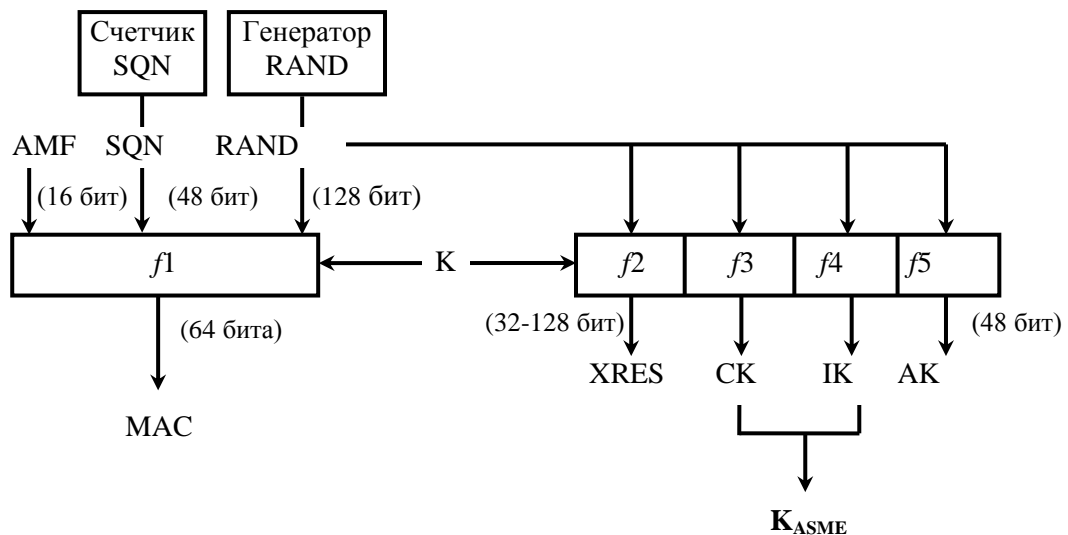 Счетчик
SQN
Генератор
RAND
AMF SQN RAND
(16 бит) (48 бит) (128 бит)
f1 K f2 f3 f4 f5
(64 бита) (32-128 бит) (48 бит)
XRES CK IK AK
MAC
K_ASME